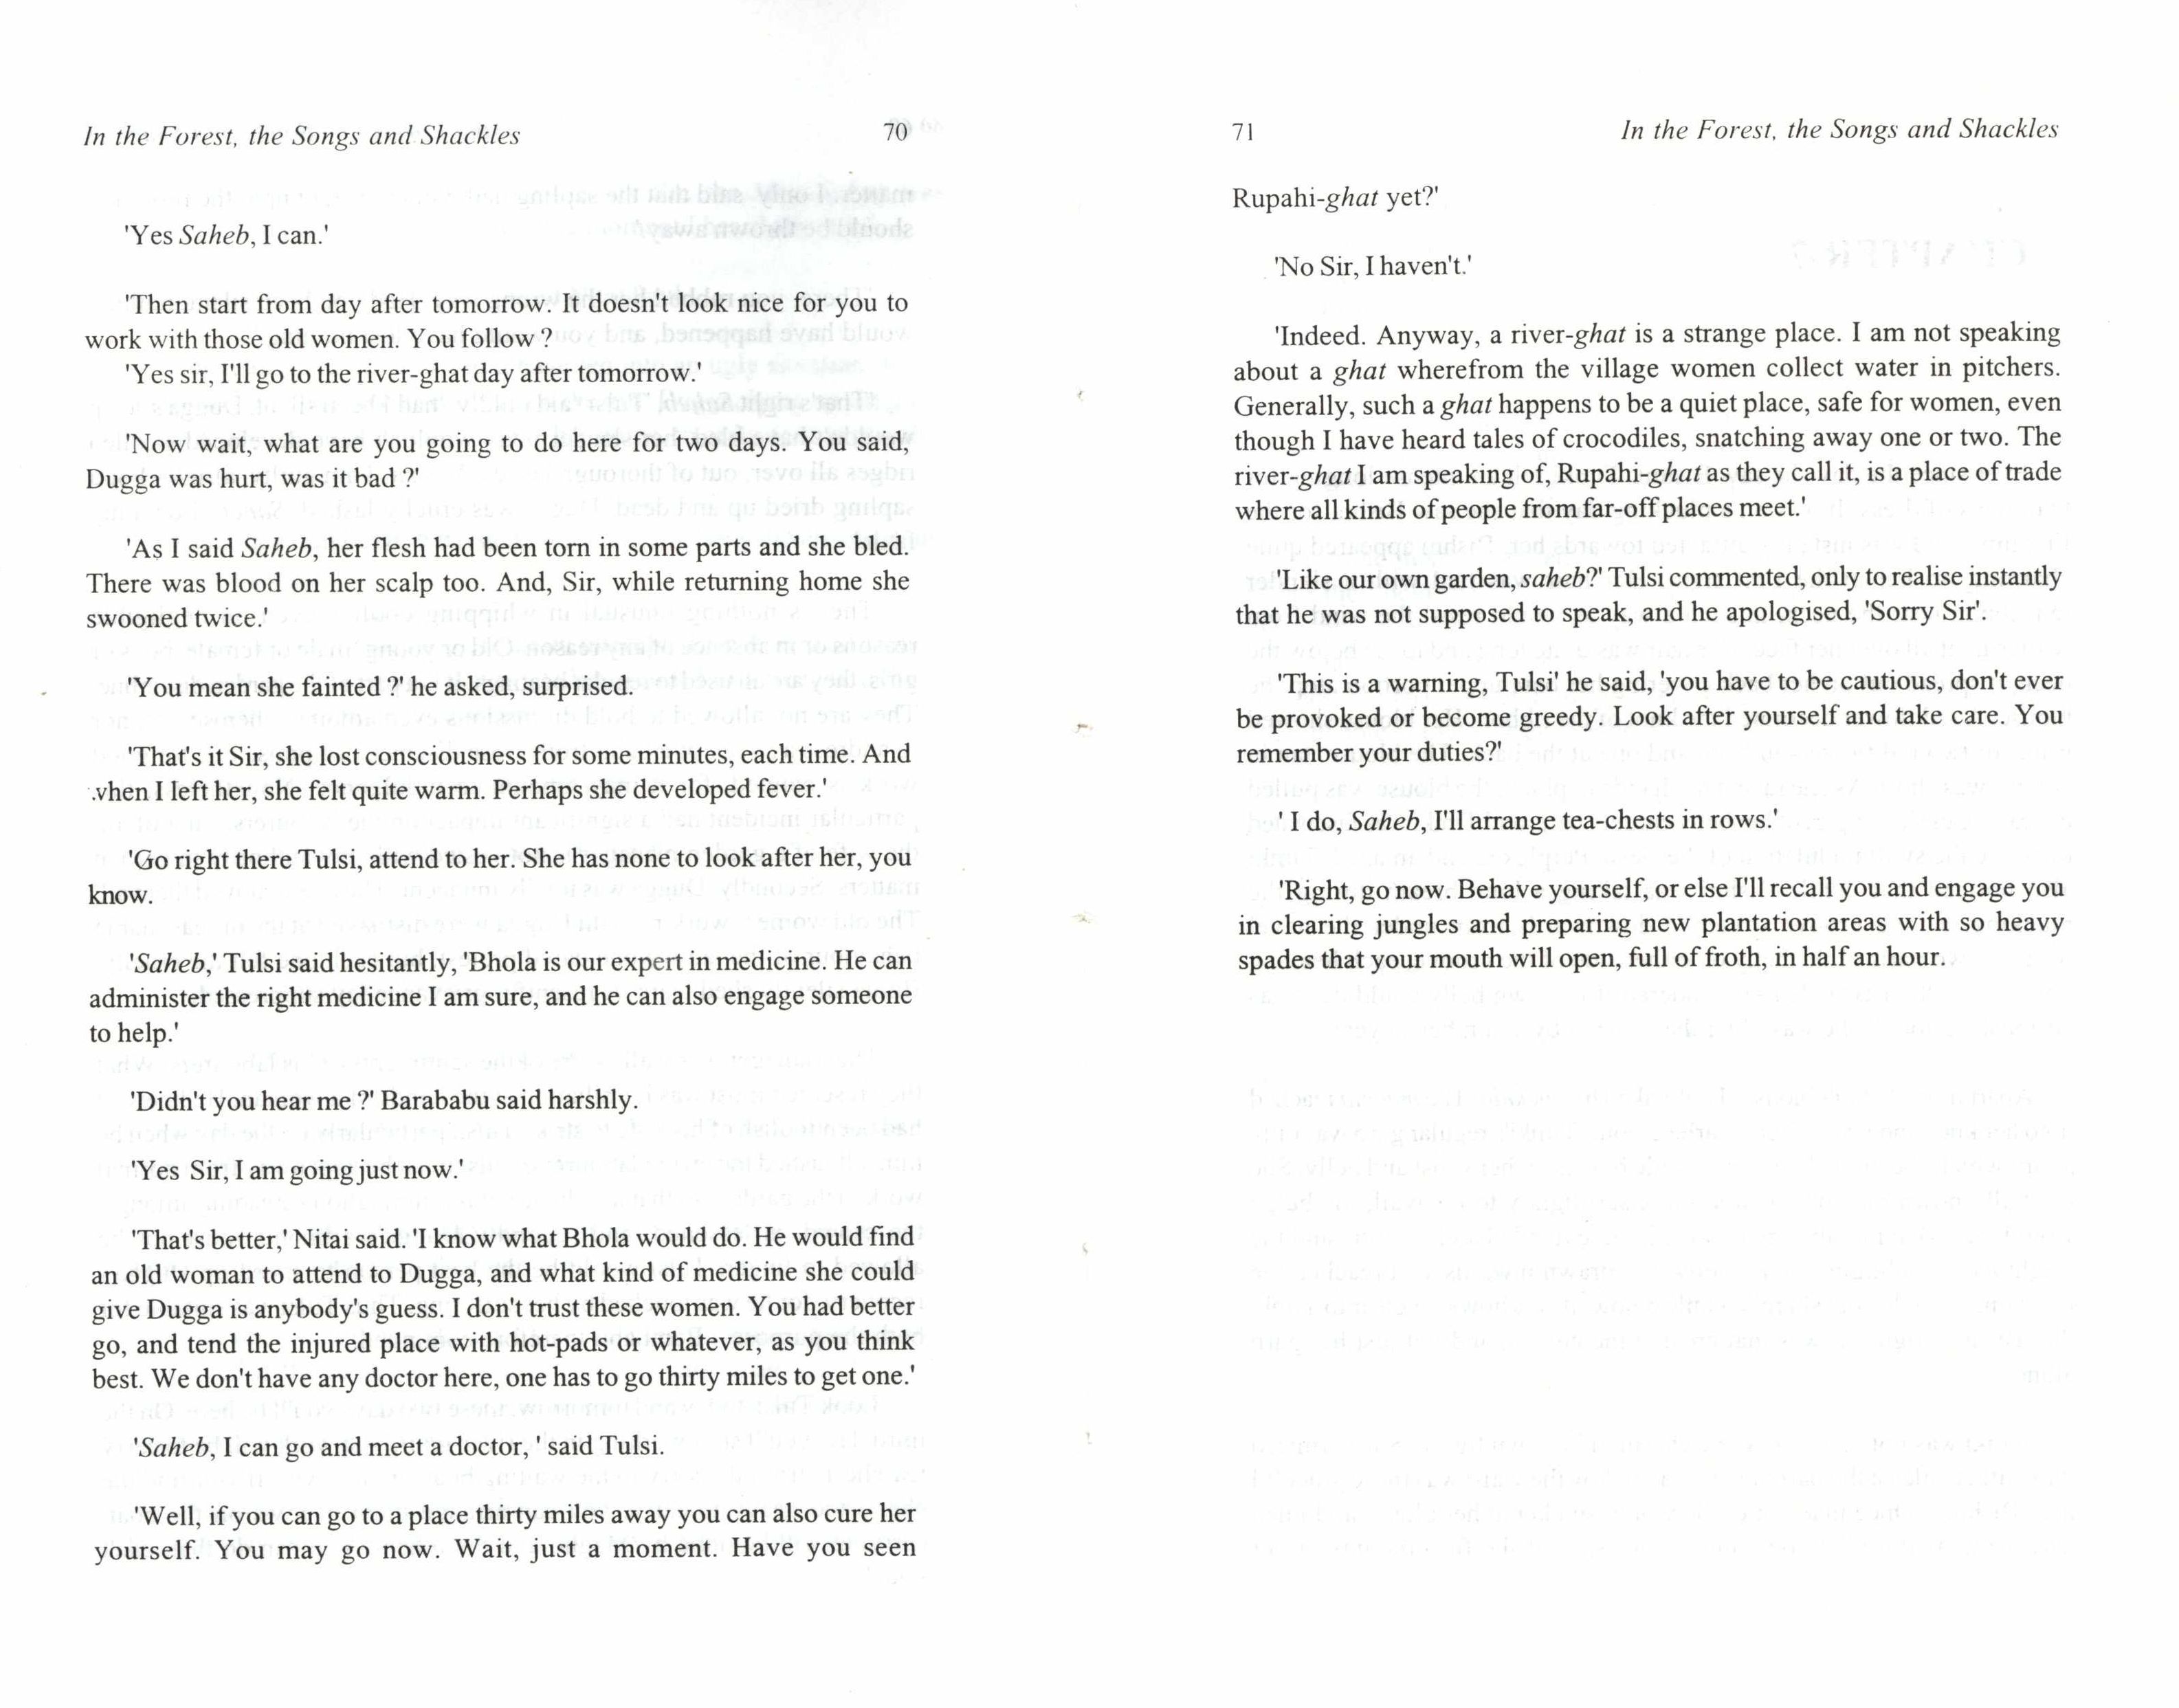 In the Forest, the Songs and Shackles 70
'Yes Saheb, I can.'
'Then start from day after tomorrow. It doesn't look nice for you to
work with those old women. You follow ?
'Yes sir, I'll go to the river-ghat day after tomorrow.'
'Now wait, what are you going to do here for two days. You said,
Dugga was hurt, was it bad ?'
'As I said Saheb, her flesh had been torn in some parts and she bled.
There was blood on her scalp too. And, Sir, while returning home she
swooned twice.'
'You mean she fainted ?' he asked, surprised.
'That's it Sir, she lost consciousness for some minutes, each time. And
when I left her, she felt quite warm. Perhaps she developed fever.'
'Go right there Tulsi, attend to her. She has none to look after her, you
know.
'Saheb,' Tulsi said hesitantly, 'Bhola is our expert in medicine. He can
administer the right medicine I am sure, and he can also engage someone
to help.'
'Didn't you hear me ?' Barababu said harshly.
'Yes Sir, I am going just now.'
'That's better,' Nitai said. 'I know what Bhola would do. He would find
an old woman to attend to Dugga, and what kind of medicine she could
give Dugga is anybody's guess. I don't trust these women. You had better
go, and tend the injured place with hot-pads or whatever, as you think
best. We don't have any doctor here, one has to go thirty miles to get one.'
'Saheb, I can go and meet a doctor, ' said Tulsi.
'Well, if you can go to a place thirty miles away you can also cure her
yourself. You may go now. Wait, just a moment. Have you seen
71 In the Forest, the Songs and Shackles
Rupahi-ghat yet?'
'No Sir, I haven't.'
'Indeed. Anyway, a river-ghat is a strange place. I am not speaking
about a ghat wherefrom the village women collect water in pitchers.
Generally, such a ghat happens to be a quiet place, safe for women, even
though I have heard tales of crocodiles, snatching away one or two. The
river-ghat I am speaking of, Rupahi-ghat as they call it, is a place of trade
where all kinds of people from far-off places meet.'
'Like our own garden, saheb?' Tulsi commented, only to realise instantly
that he was not supposed to speak, and he apologised, 'Sorry Sir'.
'This is a warning, Tulsi' he said, 'you have to be cautious, don't ever
be provoked or become greedy. Look after yourself and take care. You
remember your duties?'
' I do, Saheb, I'll arrange tea-chests in rows.'
'Right, go now. Behave yourself, or else I'll recall you and engage you
in clearing jungles and preparing new plantation areas with so heavy
spades that your mouth will open, full of froth, in half an hour.